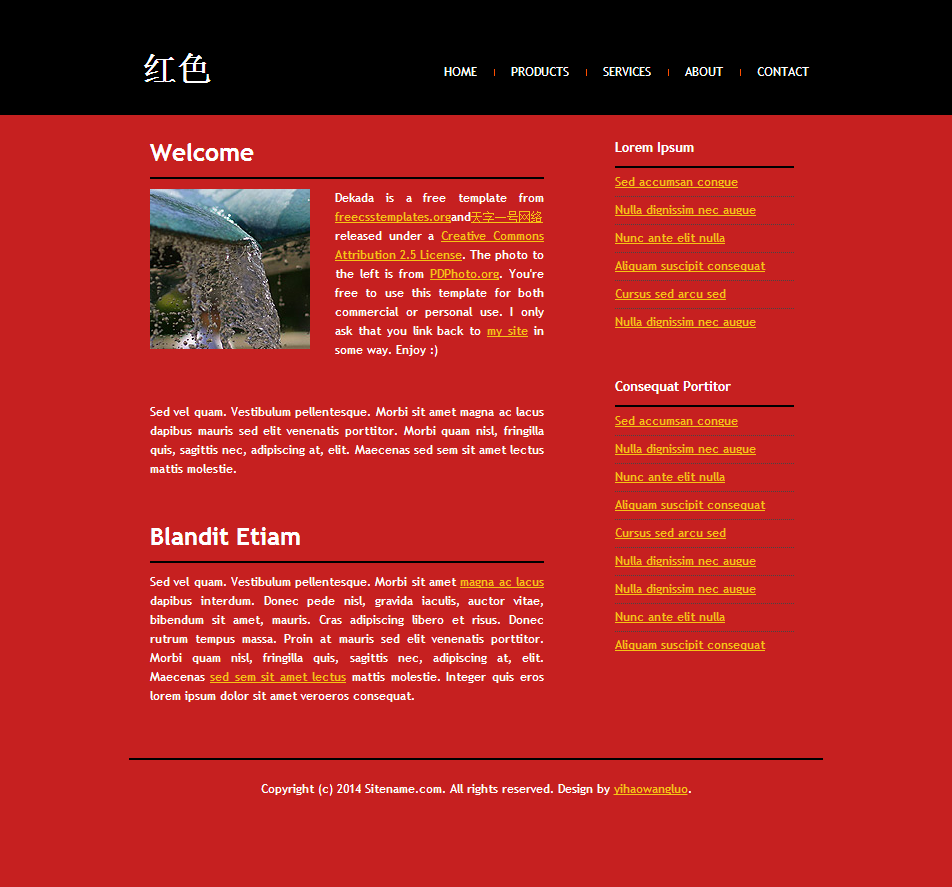 红色
HOME
PRODUCTS
SERVICES
ABOUT
CONTACT
Welcome
Dekada is a free template from
freecsstemplates.organd天字一号网络
released under a Creative Commons
Attribution 2.5 License. The photo to
the left is from PDPhoto.org. You're
free to use this template for both
commercial or personal use. I only
ask that you link back to my site in
some way. Enjoy :)
Sed vel quam. Vestibulum pellentesque. Morbi sit amet magna ac lacus
dapibus mauris sed elit venenatis porttitor. Morbi quam nisl, fringilla
quis, sagittis nec, adipiscing at, elit. Maecenas sed sem sit amet lectus
mattis molestie.
Blandit Etiam
Sed vel quam. Vestibulum pellentesque. Morbi sit amet magna ac lacus
dapibus interdum. Donec pede nisl, gravida iaculis, auctor vitae,
bibendum sit amet, mauris. Cras adipiscing libero et risus. Donec
rutrum tempus massa. Proin at mauris sed elit venenatis porttitor.
Morbi quam nisl, fringilla quis, sagittis nec, adipiscing at, elit.
Maecenas sed sem sit amet lectus mattis molestie. Integer quis eros
lorem ipsum dolor sit amet veroeros consequat.
Lorem Ipsum
Sed accumsan congue
Nulla dignissim nec augue
Nunc ante elit nulla
Aliquam suscipit consequat
Cursus sed arcu sed
Nulla dignissim nec augue
Consequat Portitor
Sed accumsan congue
Nulla dignissim nec augue
Nunc ante elit nulla
Aliquam suscipit consequat
Cursus sed arcu sed
Nulla dignissim nec augue
Nulla dignissim nec augue
Nunc ante elit nulla
Aliquam suscipit consequat
Copyright (c) 2014 Sitename.com. All rights reserved. Design by yihaowangluo.